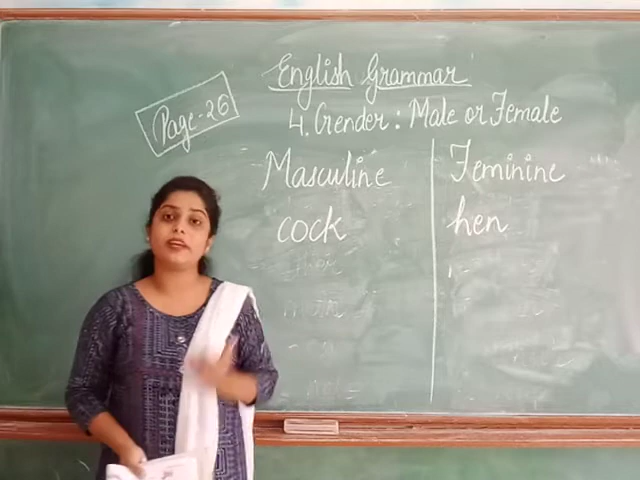 English Grammar
Page-26
4. Gender: Male or Female
Masculine Feminine
cock hen